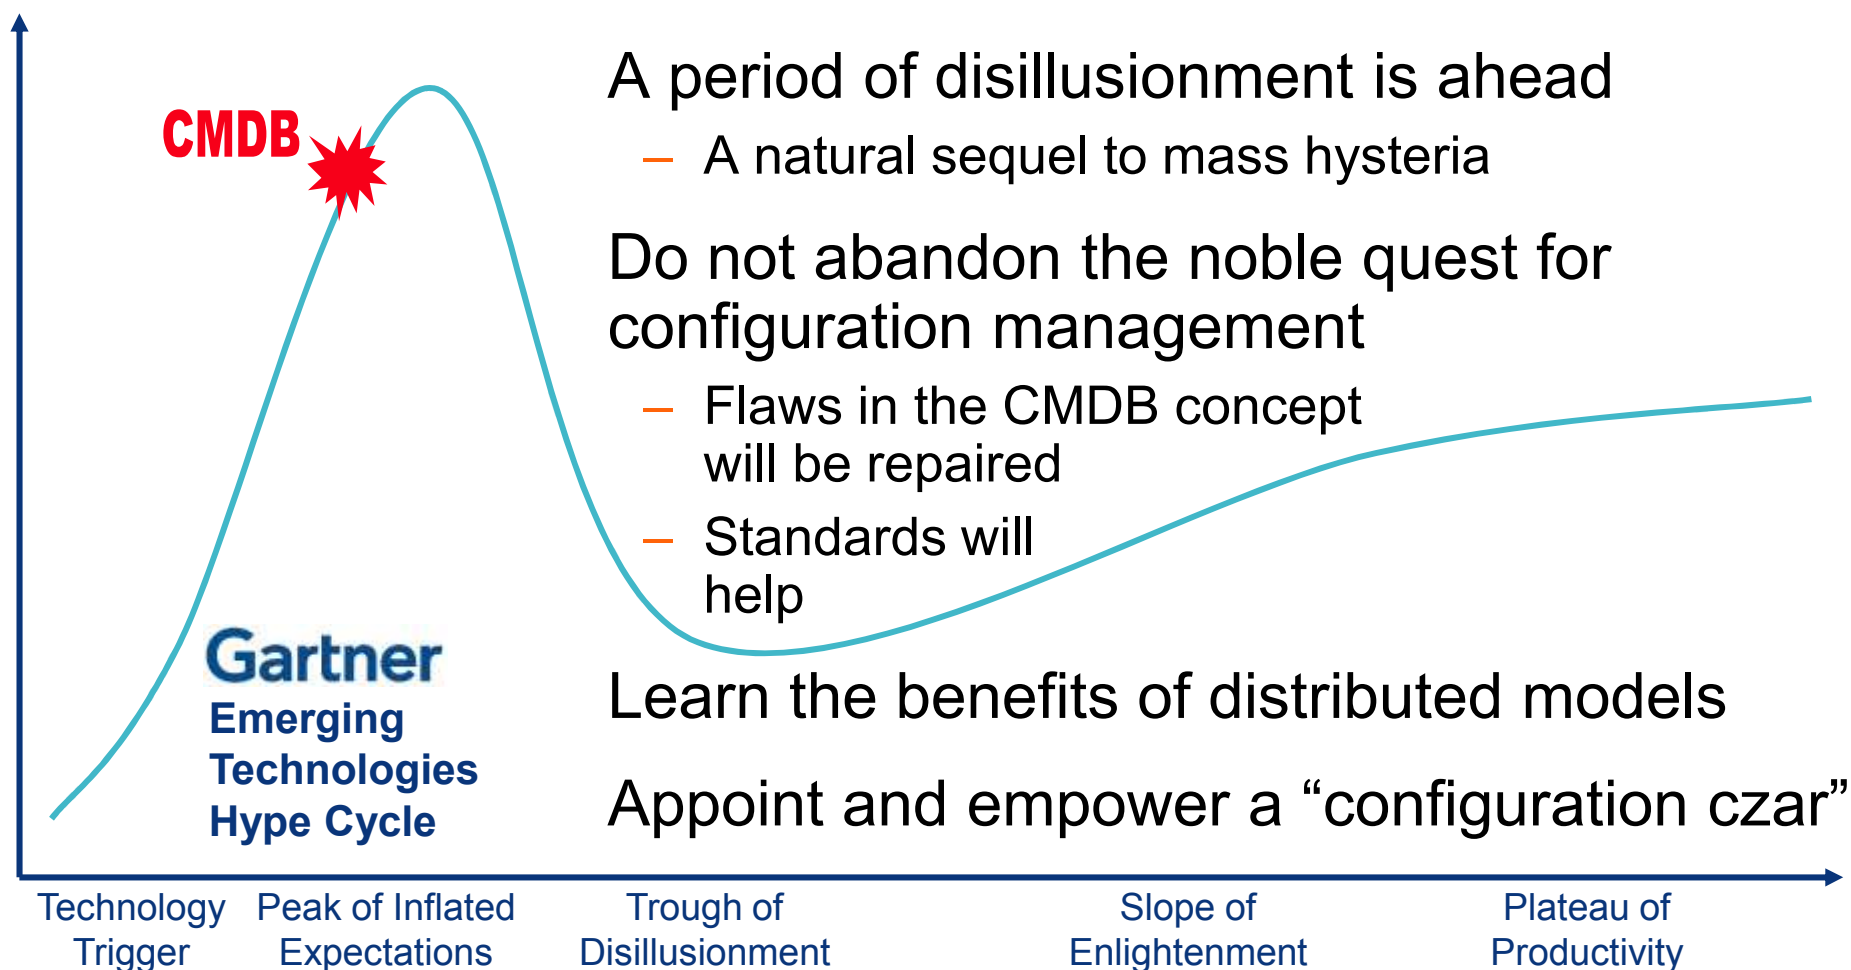 A period of disillusionment is ahead
– A natural sequel to mass hysteria
CMDB
Do not abandon the noble quest for
configuration management
– Flaws in the CMDB concept
will be repaired
– Standards will
help
Gartner
Emerging
Technologies
Hype Cycle
Learn the benefits of distributed models
Appoint and empower a “configuration czar”
Technology
Trigger
Peak of Inflated
Expectations
Trough of
Disillusionment
Slope of
Enlightenment
Plateau of
Productivity